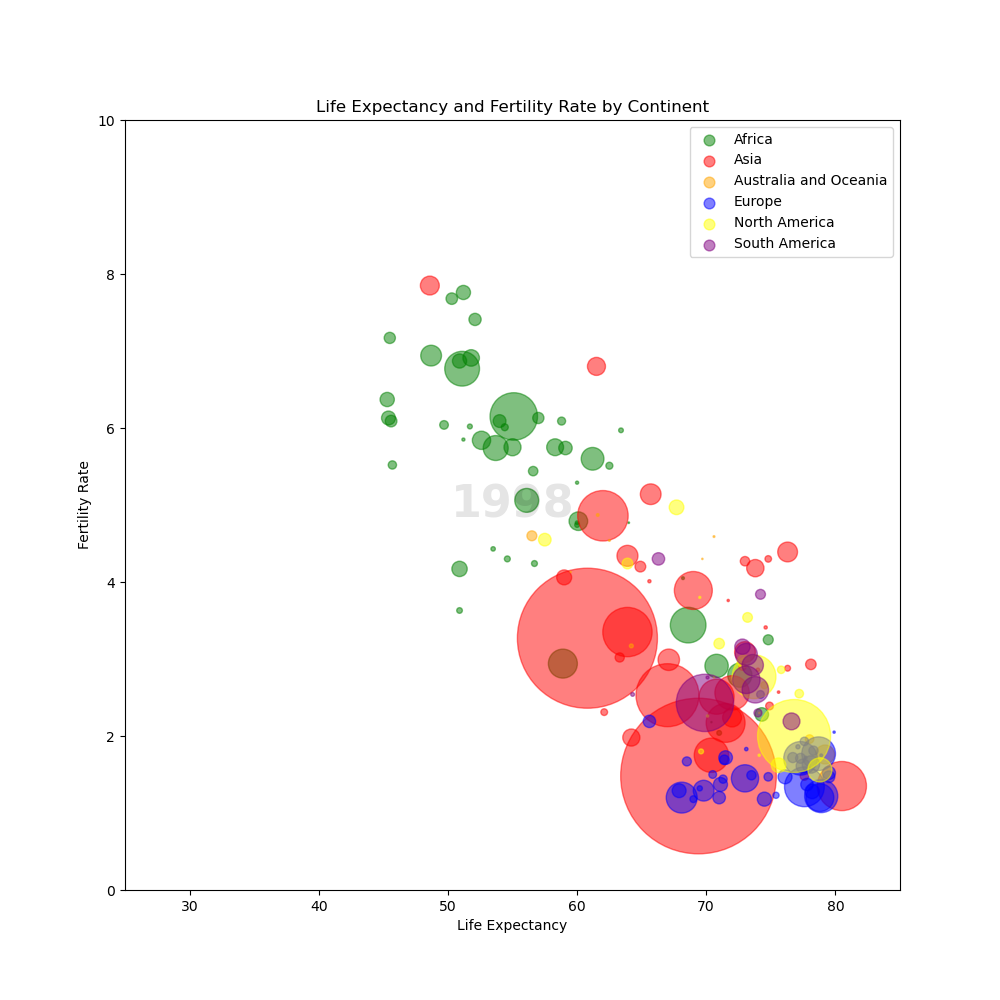 Life Expectancy and Fertility Rate by Continent
10
8
6
4
2
0
Fertility Rate
Africa
Asia
Australia and Oceania
Europe
North America
South America
1998
30 40 50 60 70 80
Life Expectancy